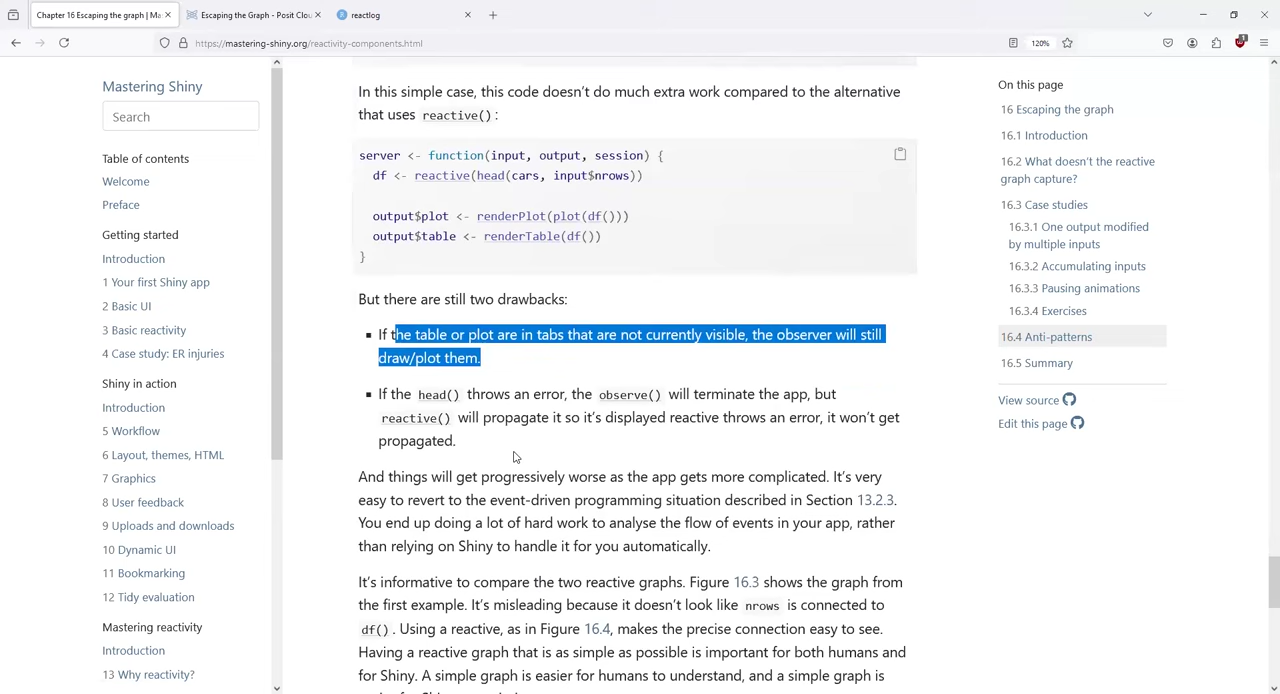 Chapter 16 Escaping the graph | Ma
Escaping the Graph - Posit Clou
reactlog
https://mastering-shiny.org/reactivity-components.html
120%
Mastering Shiny
Search
Table of contents
Welcome
Preface
Getting started
Introduction
1 Your first Shiny app
2 Basic UI
3 Basic reactivity
4 Case study: ER injuries
Shiny in action
Introduction
5 Workflow
6 Layout, themes, HTML
7 Graphics
8 User feedback
9 Uploads and downloads
10 Dynamic UI
11 Bookmarking
12 Tidy evaluation
Mastering reactivity
Introduction
13 Why reactivity?
In this simple case, this code doesn’t do much extra work compared to the alternative
that uses reactive():
server <- function(input, output, session) {
df <- reactive(head(cars, input$nrows))
output$plot <- renderPlot(plot(df()))
output$table <- renderTable(df())
}
But there are still two drawbacks:
If the table or plot are in tabs that are not currently visible, the observer will still
draw/plot them.
If the head() throws an error, the observe() will terminate the app, but
reactive() will propagate it so it’s displayed reactive throws an error, it won’t get
propagated.
And things will get progressively worse as the app gets more complicated. It’s very
easy to revert to the event-driven programming situation described in Section 13.2.3.
You end up doing a lot of hard work to analyse the flow of events in your app, rather
than relying on Shiny to handle it for you automatically.
It’s informative to compare the two reactive graphs. Figure 16.3 shows the graph from
the first example. It’s misleading because it doesn’t look like nrows is connected to
df(). Using a reactive, as in Figure 16.4, makes the precise connection easy to see.
Having a reactive graph that is as simple as possible is important for both humans and
for Shiny. A simple graph is easier for humans to understand, and a simple graph is
On this page
16 Escaping the graph
16.1 Introduction
16.2 What doesn’t the reactive
graph capture?
16.3 Case studies
16.3.1 One output modified
by multiple inputs
16.3.2 Accumulating inputs
16.3.3 Pausing animations
16.3.4 Exercises
16.4 Anti-patterns
16.5 Summary
View source
Edit this page